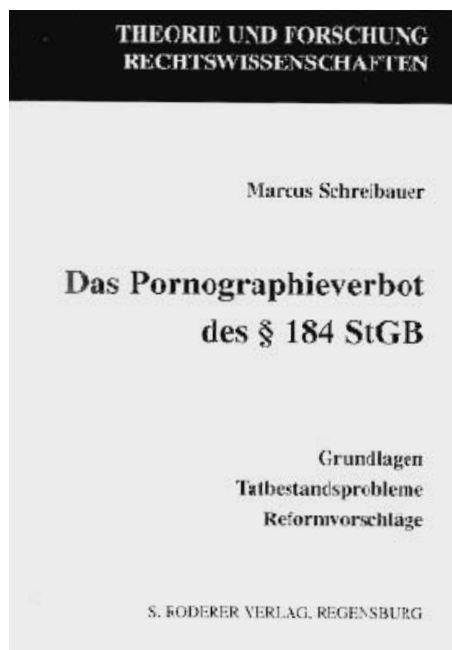 THEORIE UND FORSCHUNG
RECHTSWISSENSCHAFTEN
Marcus Schreibauer
Das Pornographieverbot
des § 184 StGB
Grundlagen
Tatbestandsprobleme
Reformvorschläge
S. RODERER VERLAG, REGENSBURG